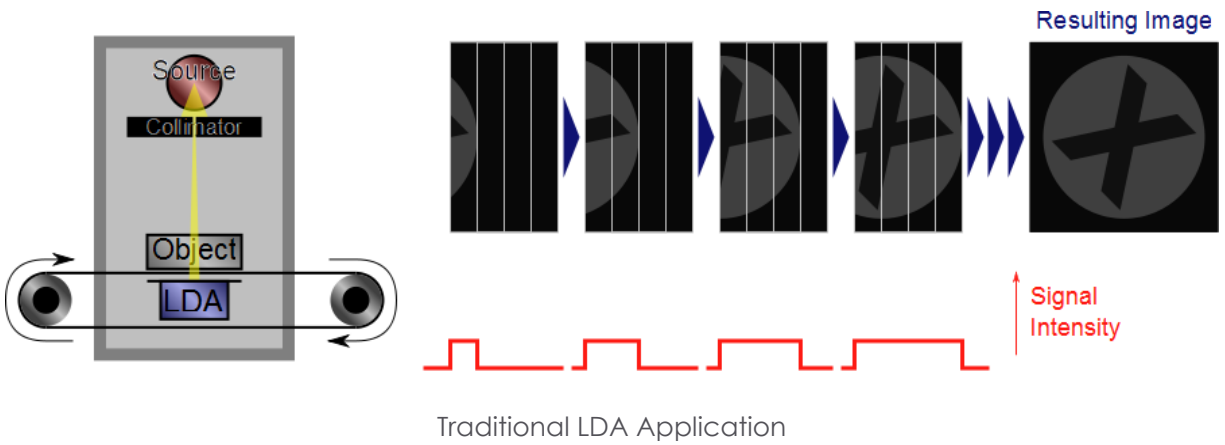 Resulting Image
Source
Collimator
Object
LDA
Signal
Intensity
Traditional LDA Application